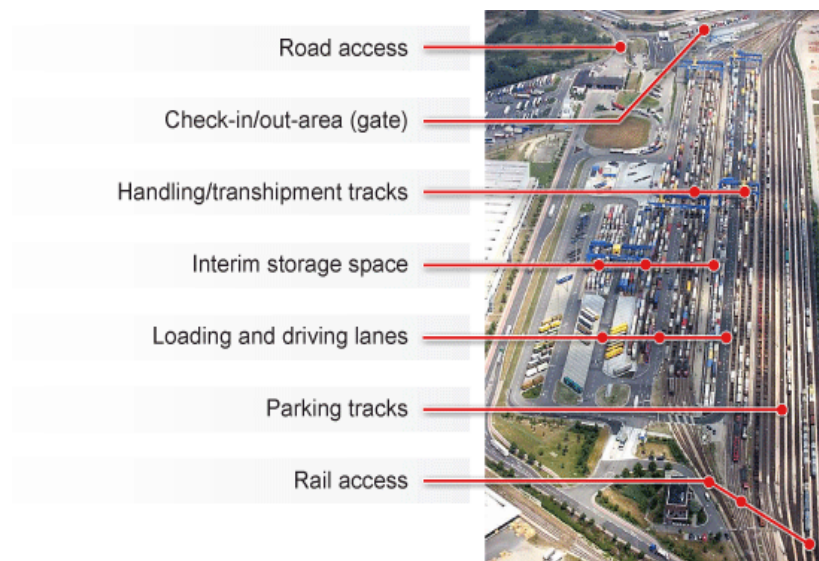 Road access
Check-in/out-area (gate)
Handling/transhipment tracks
Interim storage space
Loading and driving lanes
Parking tracks
Rail access